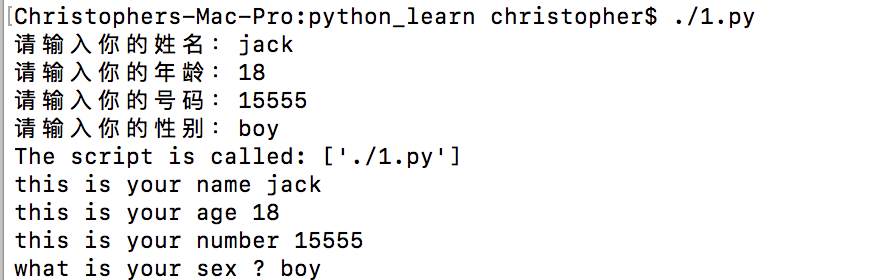 [Christophers-Mac-Pro:python_learn christopher$ ./1.py
请输入你的姓名：jack
请输入你的年龄：18
请输入你的号码：15555
请输入你的性别：boy
The script is called: ['./1.py']
this is your name jack
this is your age 18
this is your number 15555
what is your sex ? boy